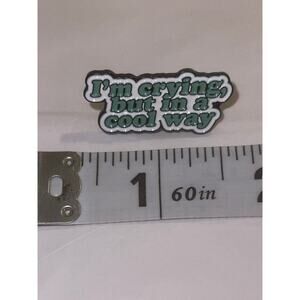 I'm crying,
but in a
cool way
1 60in 2